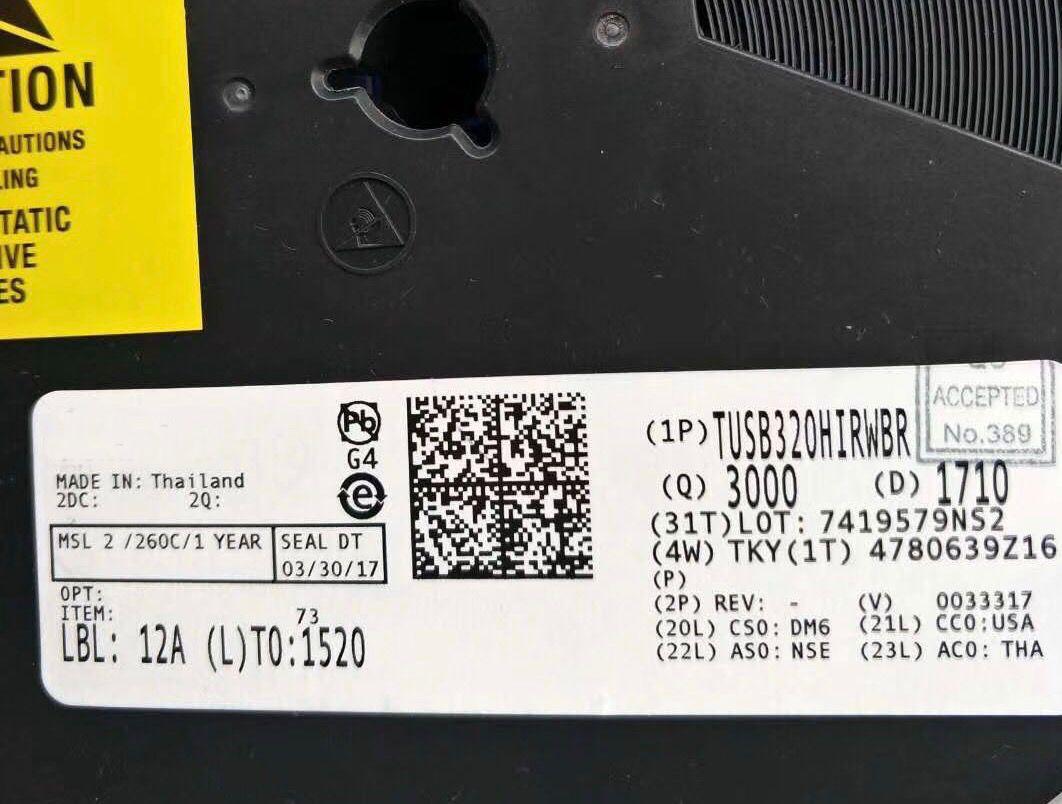 TION
AUTIONS
LING
TATIC
IVE
ES
Pb
G4
e
MADE IN: Thailand
2DC: 2Q:
MSL 2 /260C/1 YEAR
SEAL DT
03/30/17
OPT:
ITEM: 73
LBL: 12A (L)TO:1520
ACCEPTED
No.389
(1P) TUSB320HIRWBR
(Q) 3000 (D) 1710
(31T)LOT: 7419579NS2
(4W) TKY(1T) 4780639Z16
(P)
(2P) REV: - (V) 0033317
(20L) CSO: DM6 (21L) CCO:USA
(22L) ASO: NSE (23L) ACO: THA